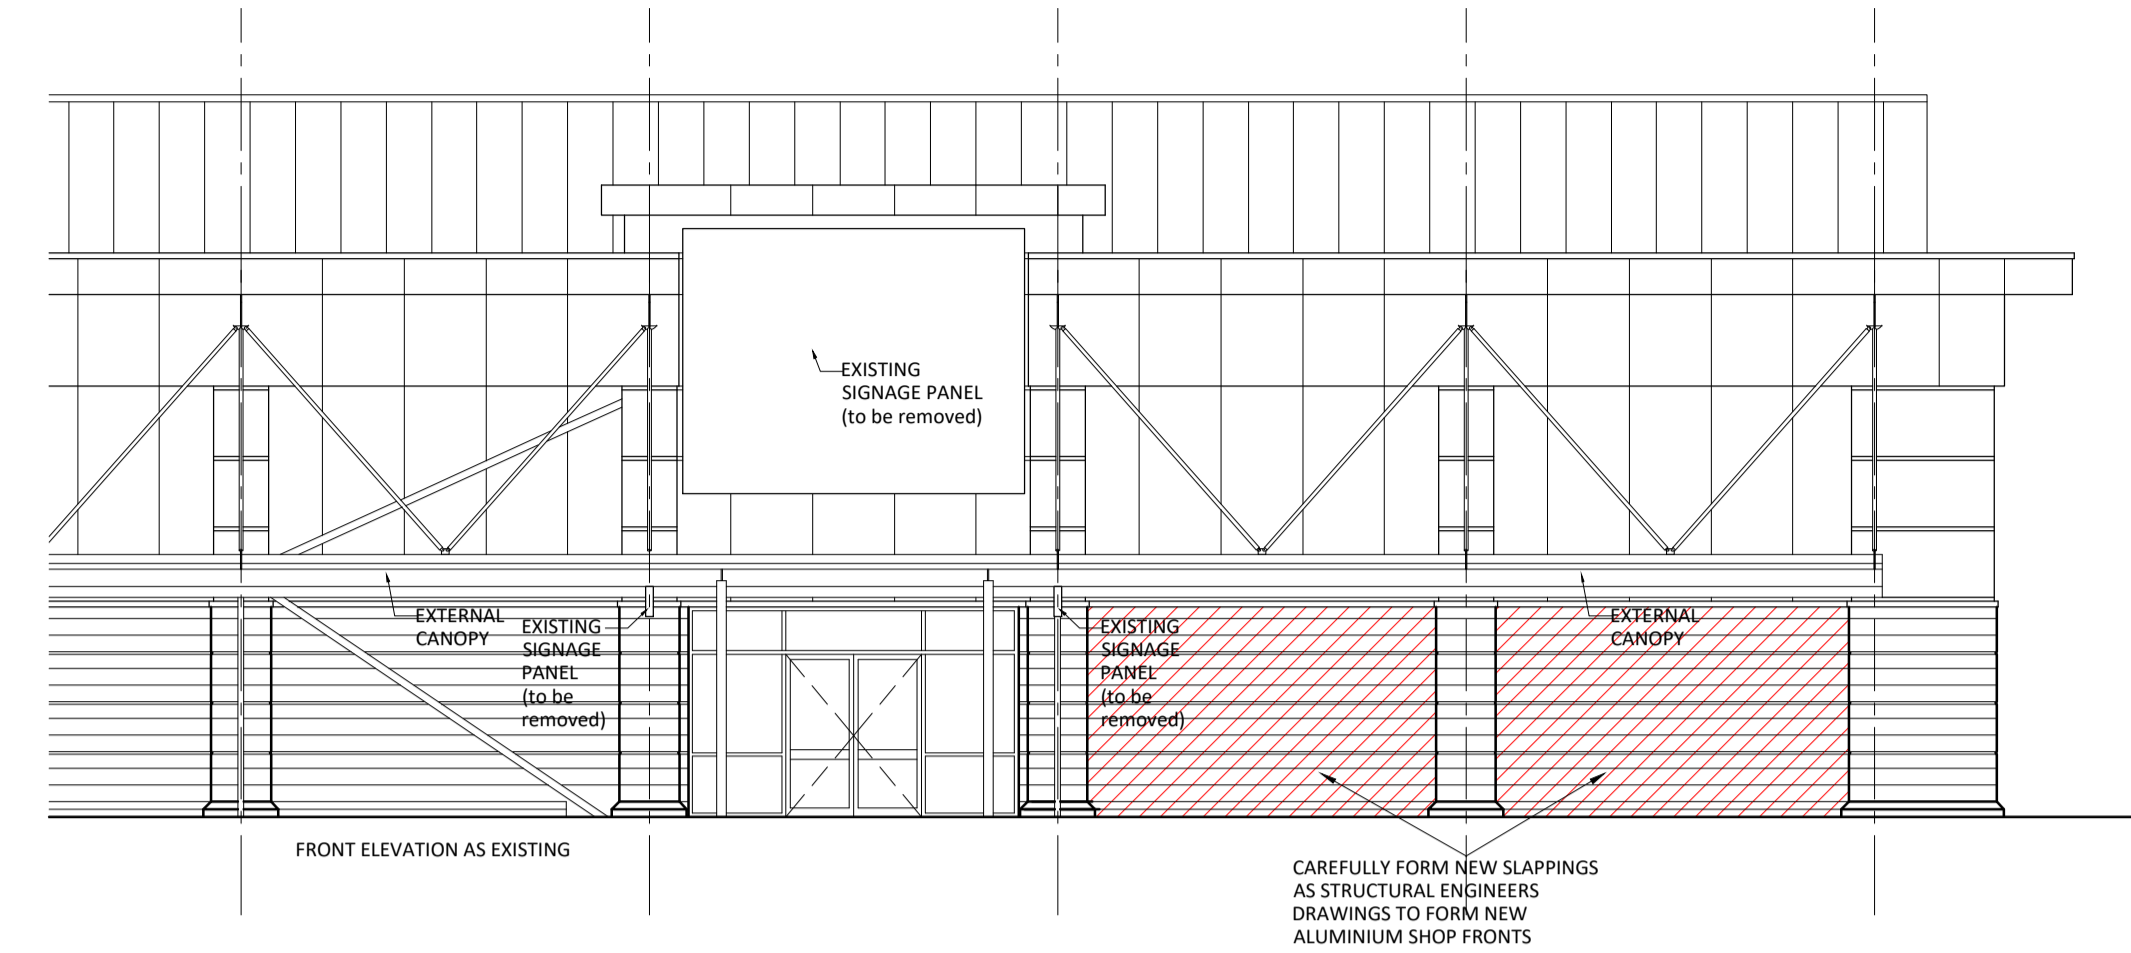 EXISTING
SIGNAGE PANEL
(to be removed)
EXTERNAL
CANOPY
EXISTING
SIGNAGE
PANEL
(to be
removed)
EXISTING
SIGNAGE
PANEL
(to be
removed)
EXTERNAL
CANOPY
FRONT ELEVATION AS EXISTING
CAREFULLY FORM NEW SLAPPINGS
AS STRUCTURAL ENGINEERS
DRAWINGS TO FORM NEW
ALUMINIUM SHOP FRONTS